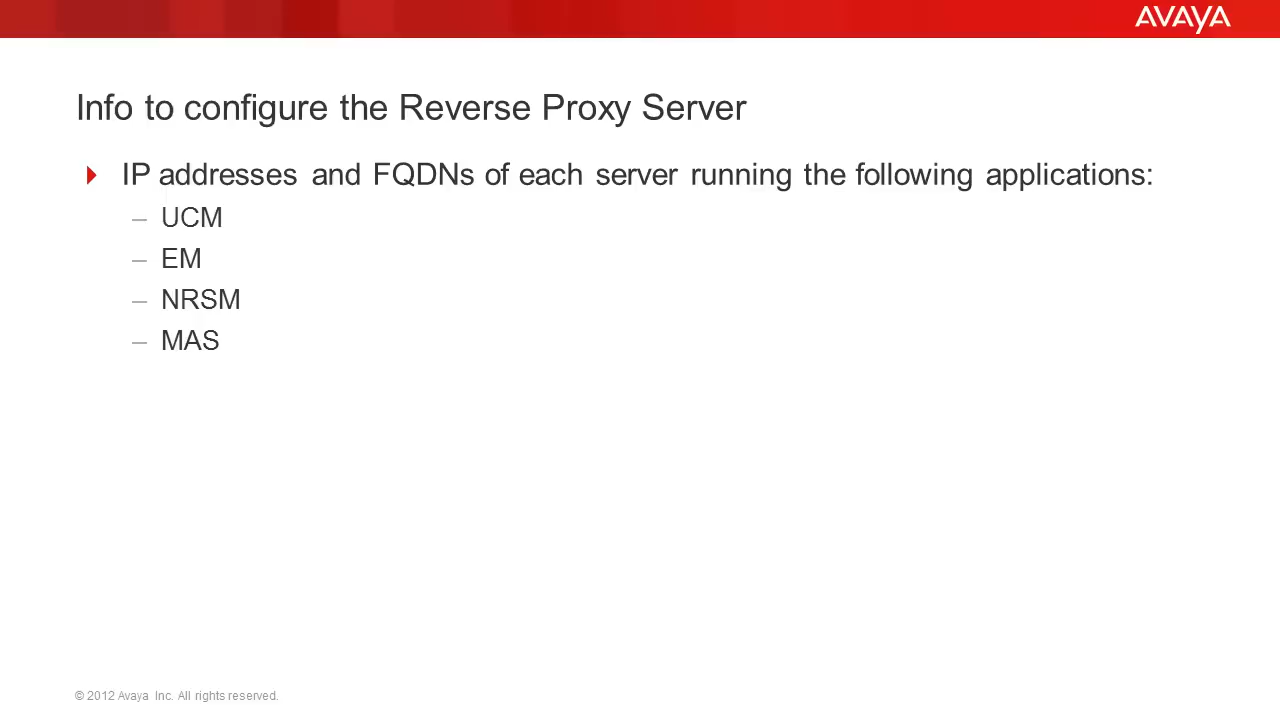 AVAYA
Info to configure the Reverse Proxy Server
IP addresses and FQDNs of each server running the following applications:
– UCM
– EM
– NRSM
– MAS
© 2012 Avaya Inc. All rights reserved.